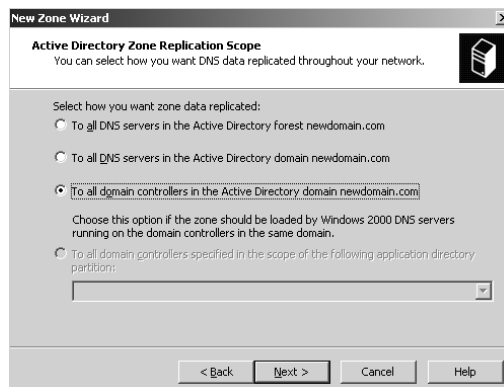 New Zone Wizard
Active Directory Zone Replication Scope
You can select how you want DNS data replicated throughout your network.
Select how you want zone data replicated:
To all DNS servers in the Active Directory forest newdomain.com
To all DNS servers in the Active Directory domain newdomain.com
To all domain controllers in the Active Directory domain newdomain.com
Choose this option if the zone should be loaded by Windows 2000 DNS servers
running on the domain controllers in the same domain.
To all domain controllers specified in the scope of the following application directory
partition:
< Back
Next >
Cancel
Help